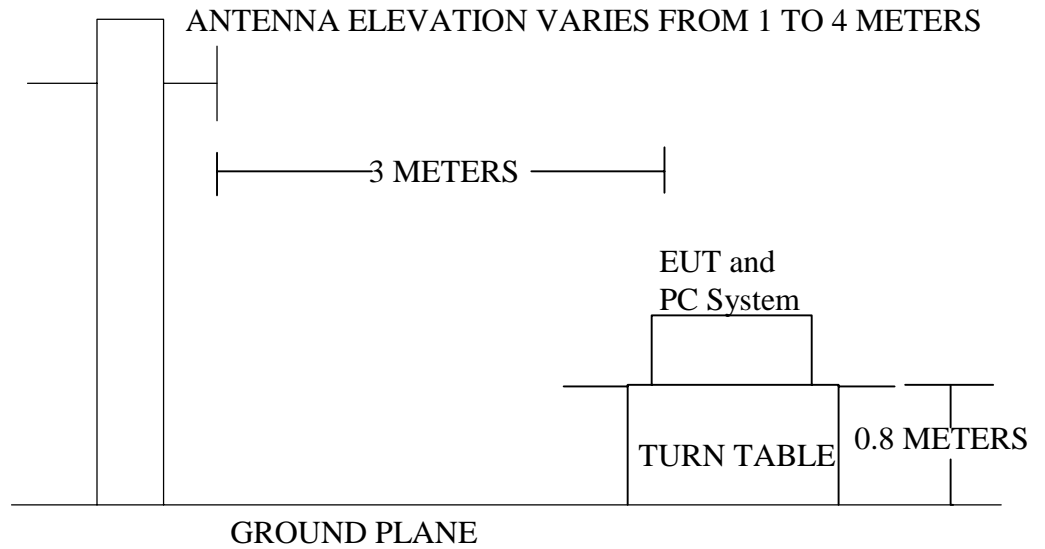 ANTENNA ELEVATION VARIES FROM 1 TO 4 METERS
3 METERS
EUT and
PC System
TURN TABLE
0.8 METERS
GROUND PLANE